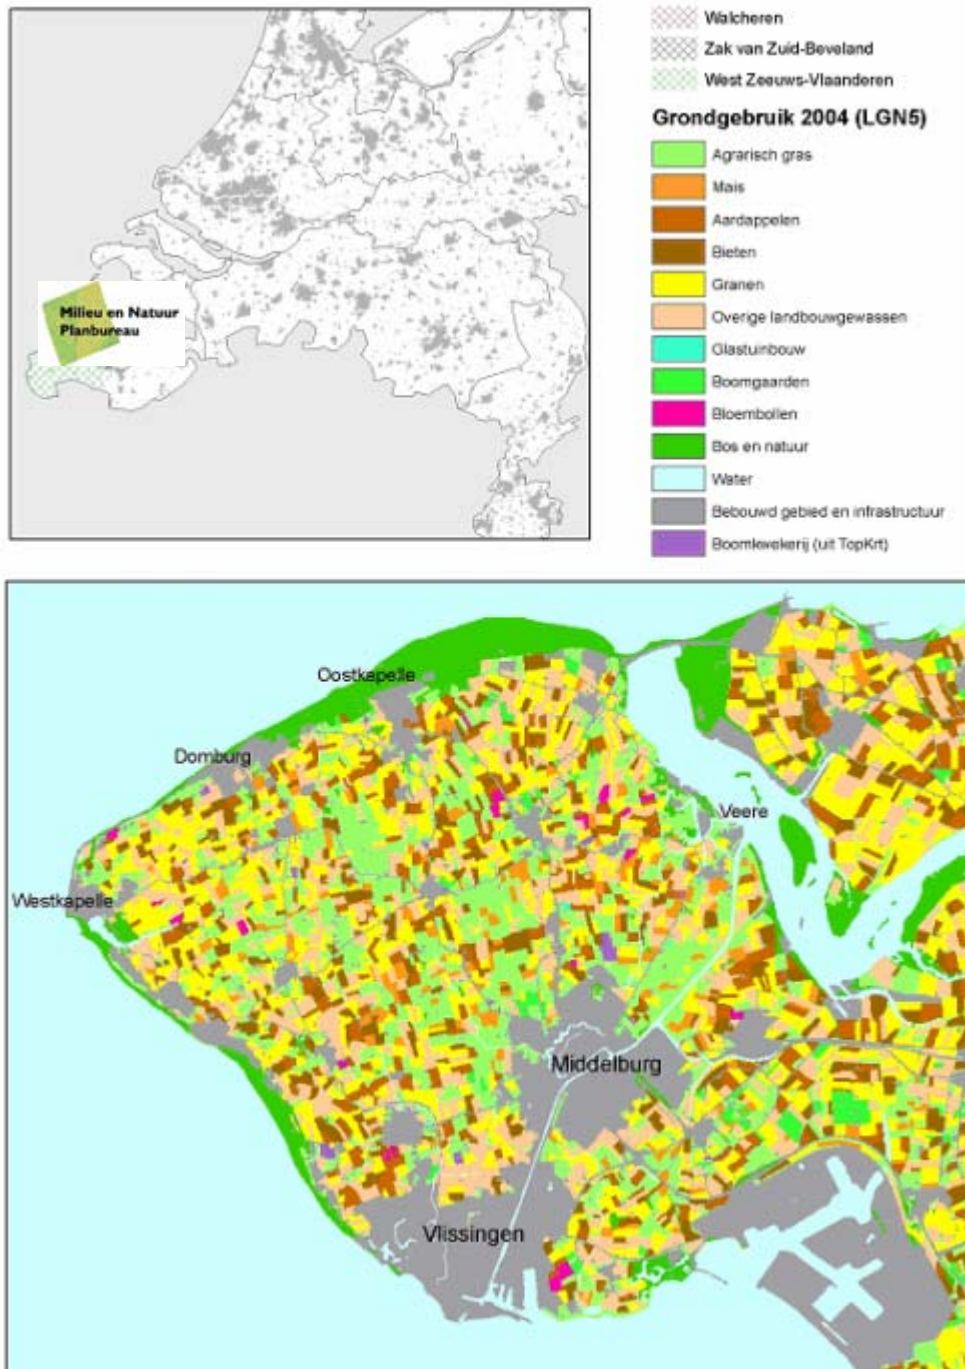 Walcheren
Zak van Zuid-Beveland
West Zeeuws-Vlaanderen
Grondgebruik 2004 (LGN5)
Agrarisch gras
Mais
Aardappelen
Bieten
Granen
Overige landbouwgewassen
Glastuinbouw
Boomgaarden
Bloembollen
Bos en natuur
Water
Bebouwd gebied en infrastructuur
Boomkwekerij (uit TopKrt)
Milieu en Natuur
Planbureau
Oostkapelle
Domburg
Veere
Westkapelle
Middelburg
Vlissingen